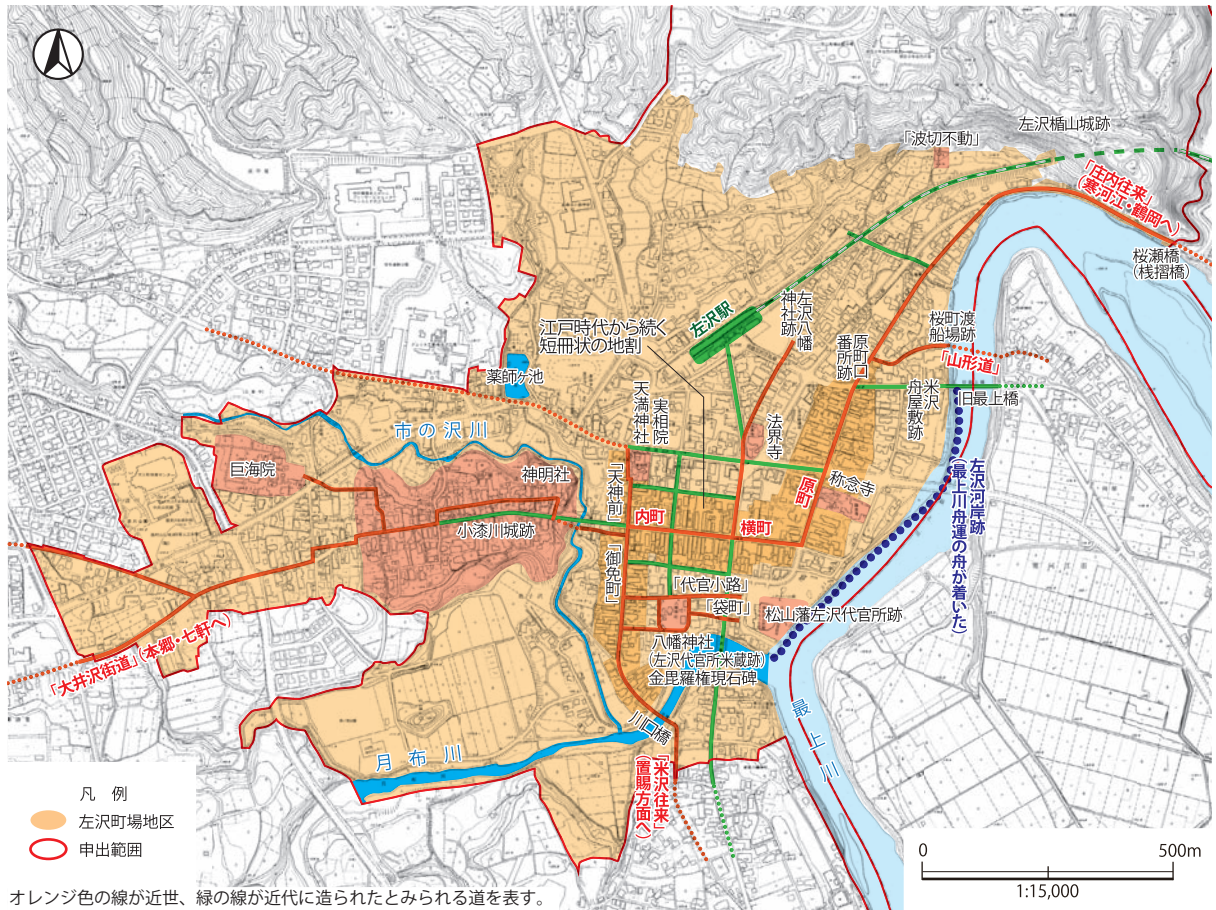 左沢楯山城跡
「波切不動」
「庄内往来」
(寒河江・鶴岡へ)
桜瀬橋
(桟摺橋)
左沢駅
左沢八幡
神社跡
江戸時代から続く
短冊状の地割
原町口
番所跡
桜町渡
船場跡
「山形道」
薬師ヶ池
天満神社
実相院
法界寺
米沢
舟屋敷跡
旧最上橋
市の沢川
巨海院
神明社
小漆川城跡
「天神前」
内町
横町
原町
称念寺
左沢河岸跡
(最上川舟運の舟が着いた)
「御免町」
「代官小路」
「袋町」
松山藩左沢代官所跡
八幡神社
(左沢代官所米蔵跡)
金毘羅権現石碑
「大井沢街道」(本郷・七軒へ)
川口橋
月布川
最上川
「米沢往来」
(置賜方面へ)
凡 例
左沢町場地区
申出範囲
0 500m
1:15,000
オレンジ色の線が近世、緑の線が近代に造られたとみられる道を表す。